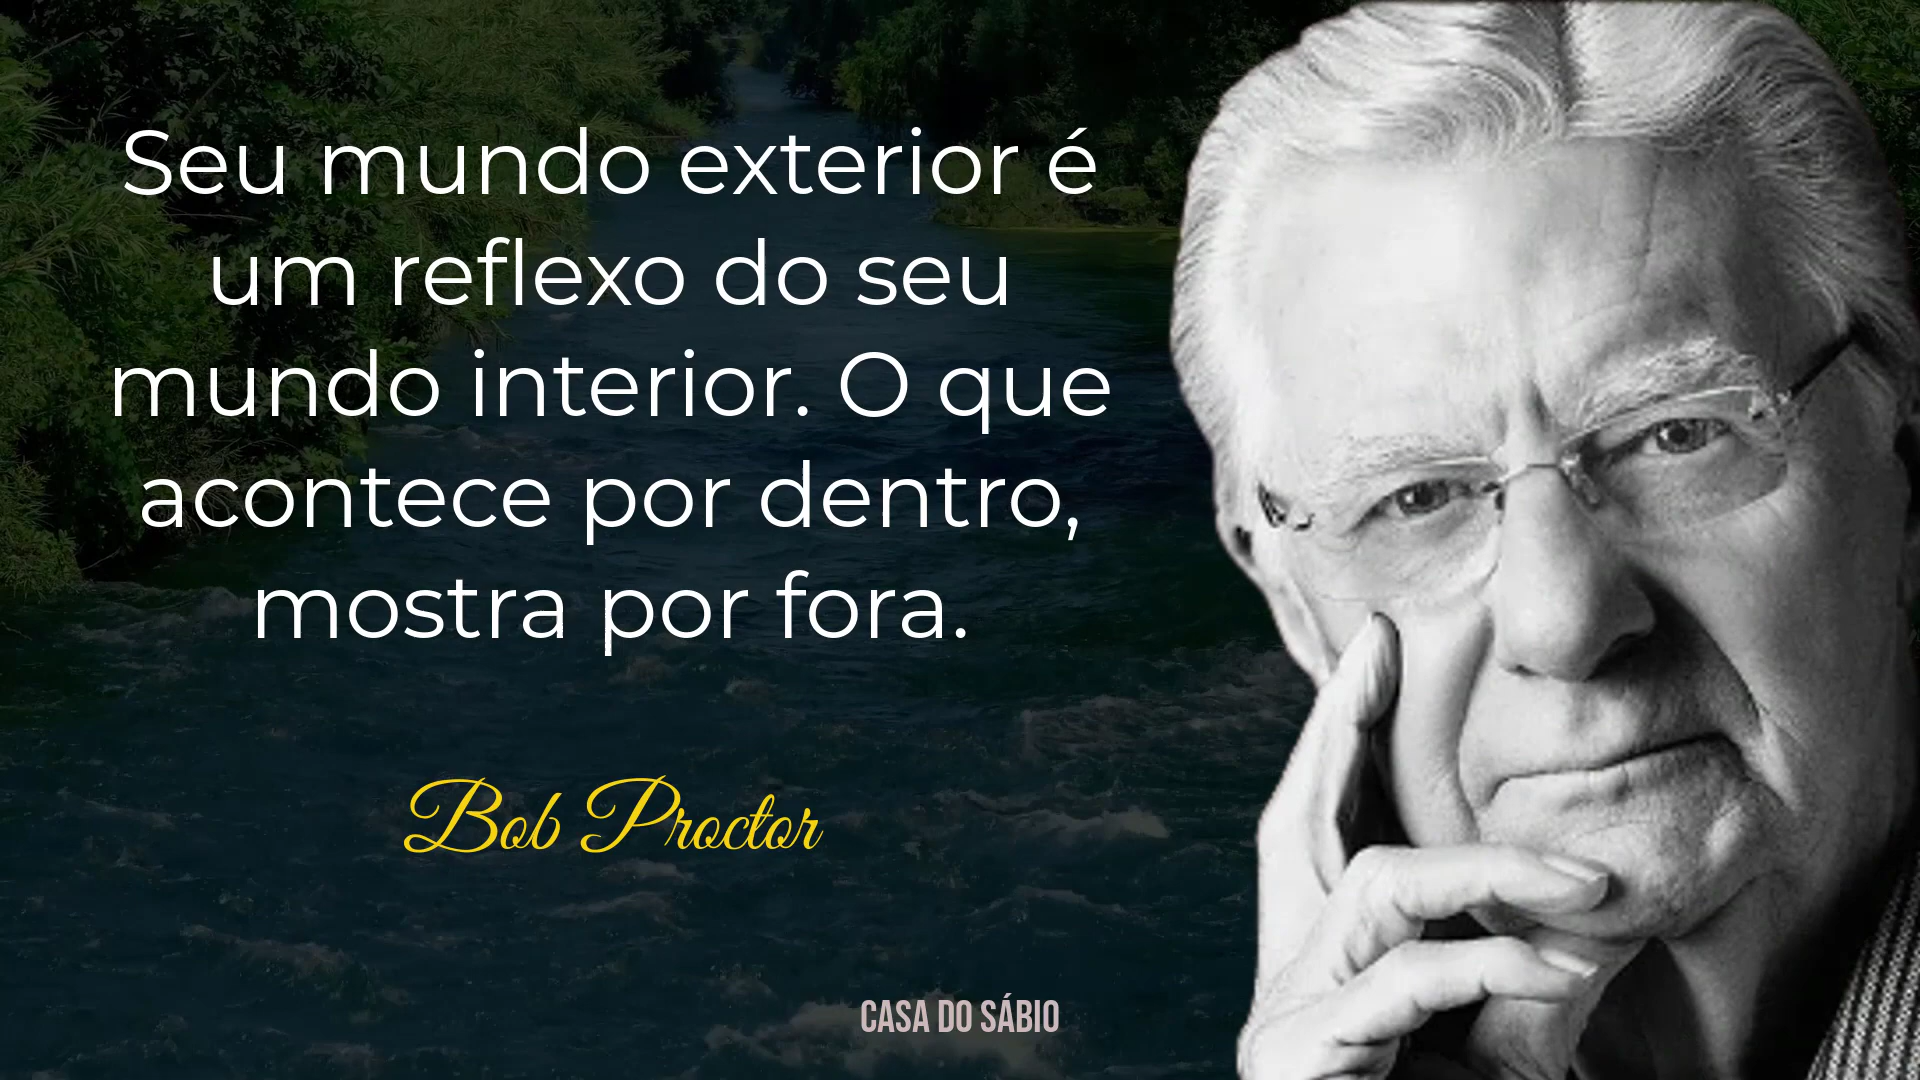 Seu mundo exterior é
um reflexo do seu
mundo interior. O que
acontece por dentro,
mostra por fora.
Bob Proctor
CASA DO SÁBIO